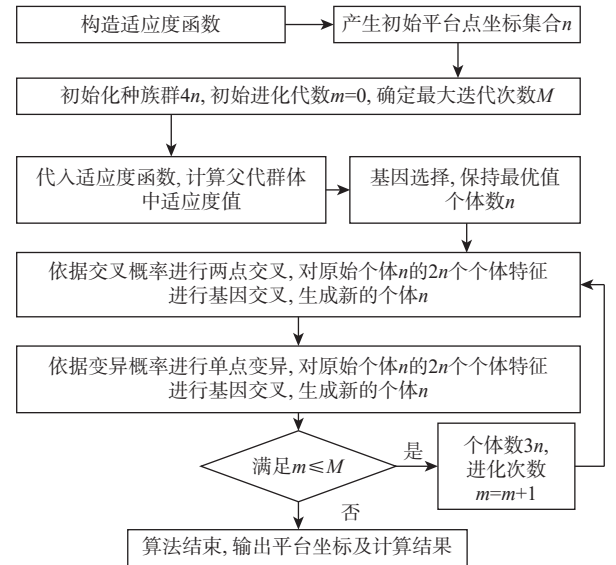 构造适应度函数
产生初始平台点坐标集合n
初始化种族群4n, 初始进化代数m=0, 确定最大迭代次数M
代入适应度函数, 计算父代群体
中适应度值
基因选择, 保持最优值
个体数n
依据交叉概率进行两点交叉, 对原始个体n的2n个个体特征
进行基因交叉, 生成新的个体n
依据变异概率进行单点变异, 对原始个体n的2n个个体特征
进行基因交叉, 生成新的个体n
满足m≤M
是
个体数3n,
进化次数
m=m+1
否
算法结束, 输出平台坐标及计算结果